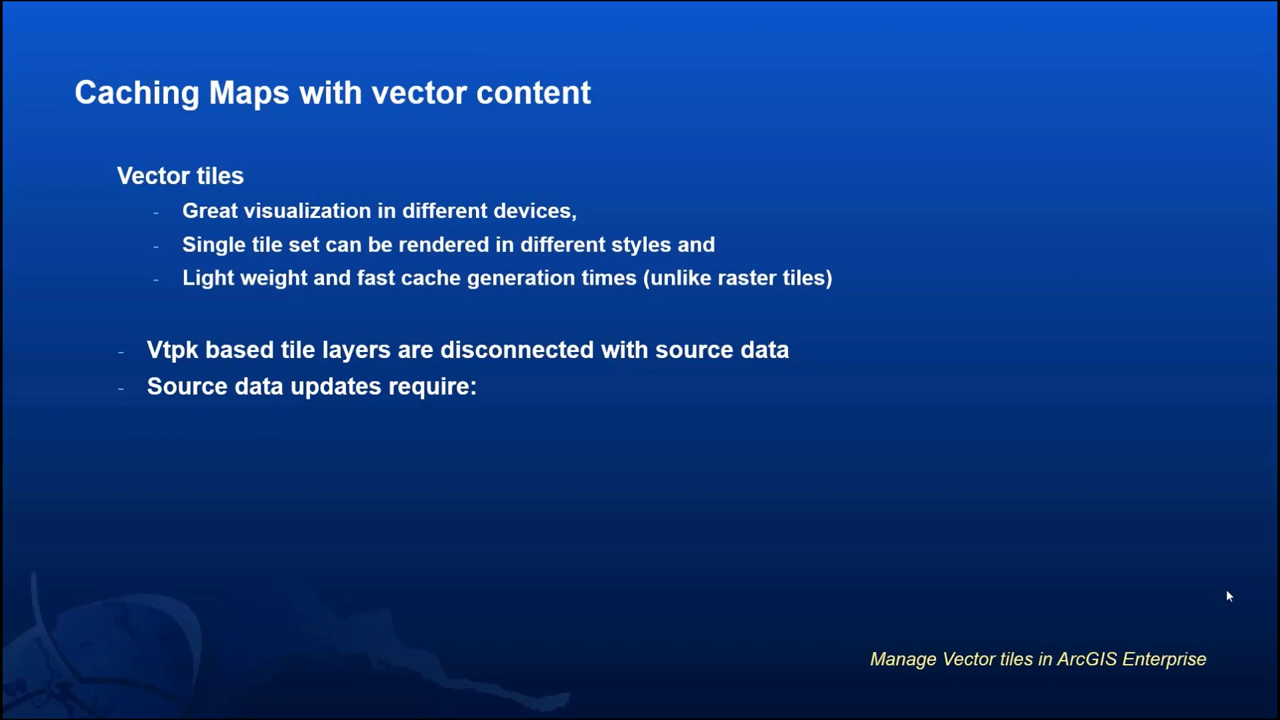 Caching Maps with vector content
Vector tiles
- Great visualization in different devices,
- Single tile set can be rendered in different styles and
- Light weight and fast cache generation times (unlike raster tiles)
- Vtpk based tile layers are disconnected with source data
- Source data updates require:
Manage Vector tiles in ArcGIS Enterprise